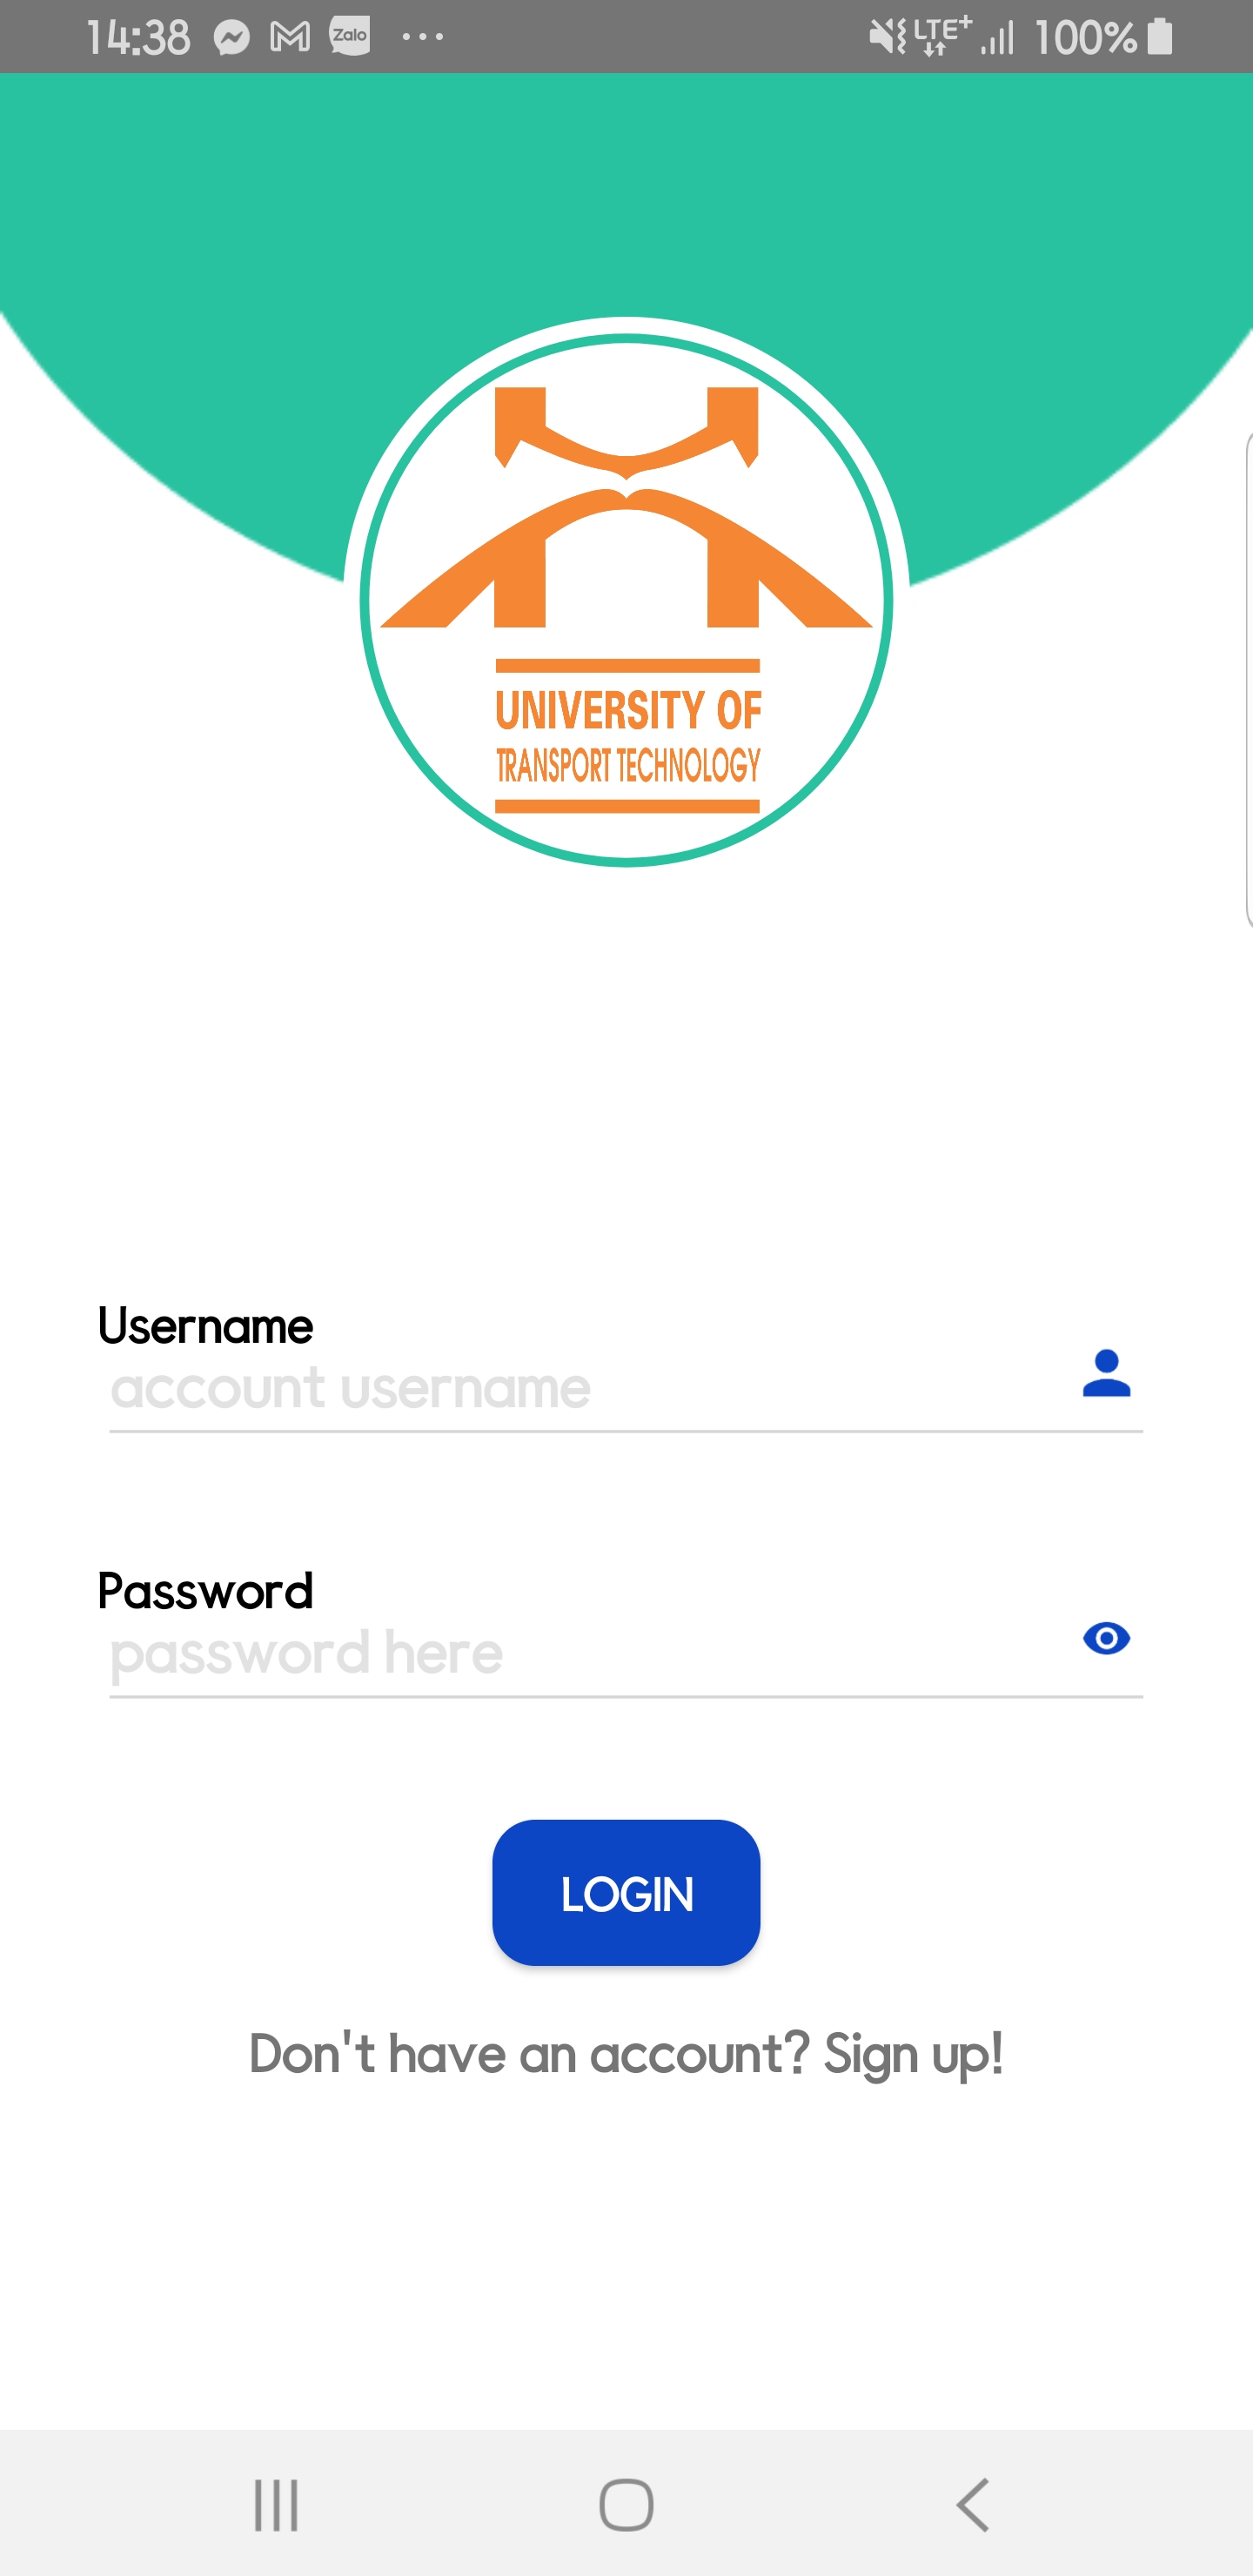 14:38 Zalo LTE+ 100%
UNIVERSITY OF
TRANSPORT TECHNOLOGY
Username
account username
Password
password here
LOGIN
Don't have an account? Sign up!